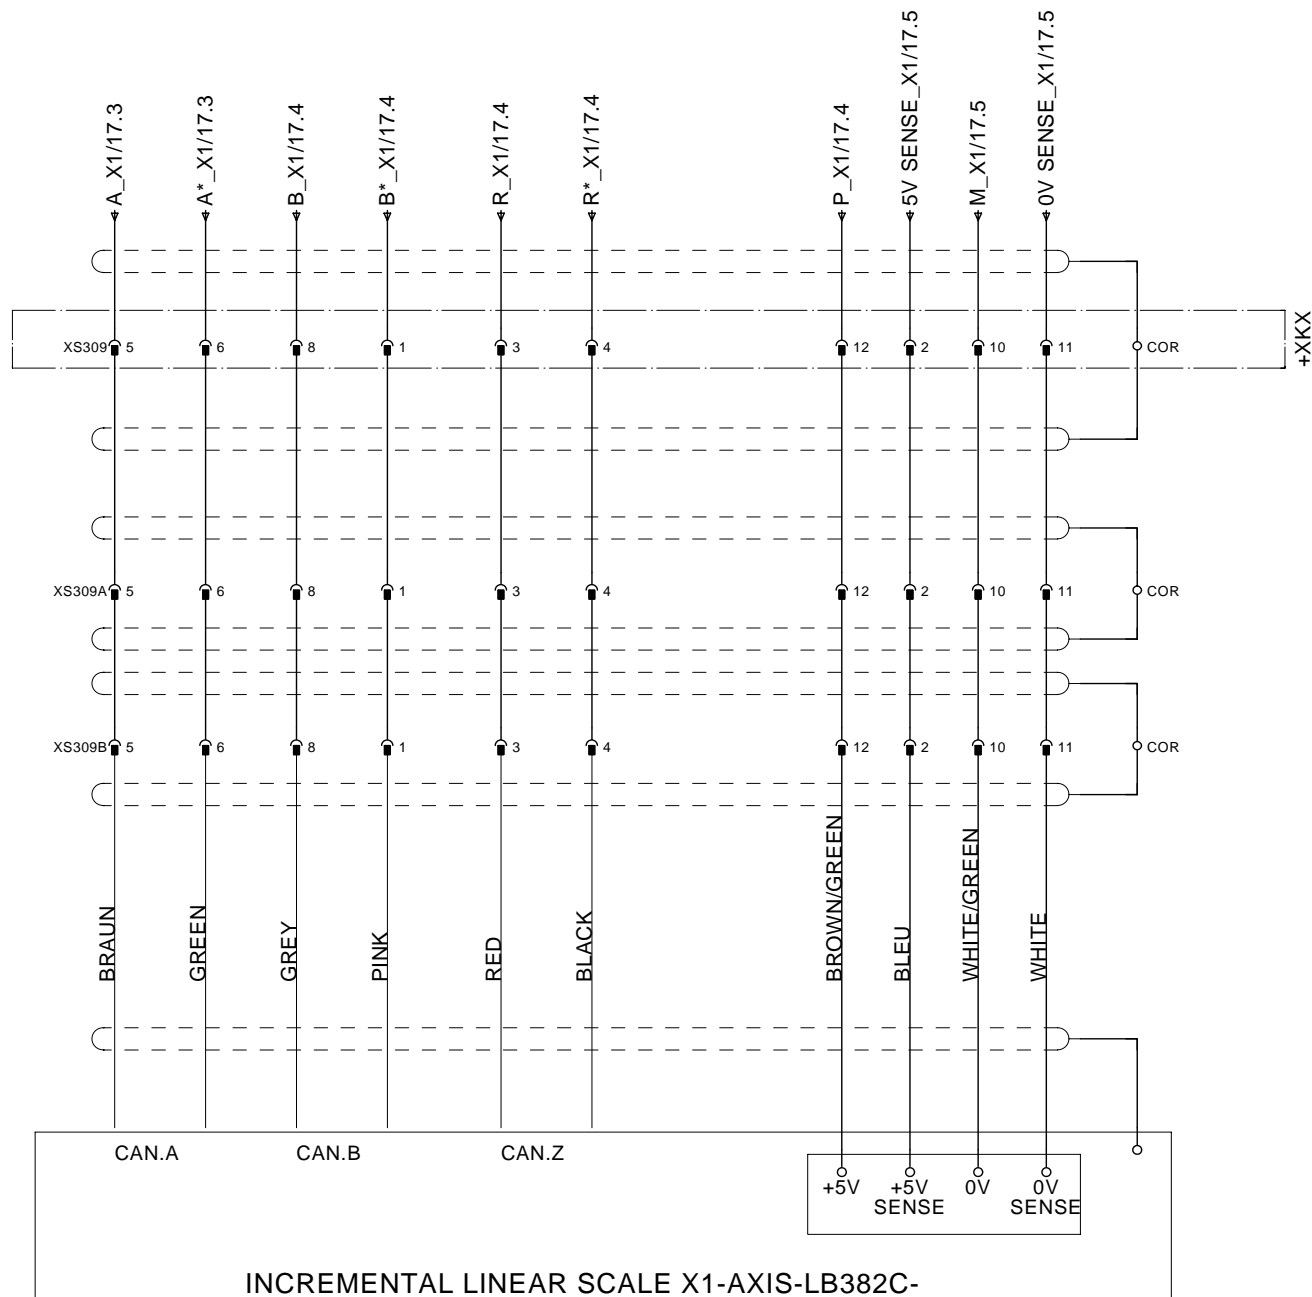 A_X1/17.3
A*_X1/17.3
B_X1/17.4
B*_X1/17.4
R_X1/17.4
R*_X1/17.4
P_X1/17.4
5V SENSE_X1/17.5
M_X1/17.5
0V SENSE_X1/17.5
XS309 5 6 8 1 3 4 12 2 10 11 COR
+XKX
XS309A 5 6 8 1 3 4 12 2 10 11 COR
XS309B 5 6 8 1 3 4 12 2 10 11 COR
BRAUN
GREEN
GREY
PINK
RED
BLACK
BROWN/GREEN
BLEU
WHITE/GREEN
WHITE
CAN.A CAN.B CAN.Z
+5V +5V 0V 0V
SENSE SENSE
INCREMENTAL LINEAR SCALE X1-AXIS-LB382C-